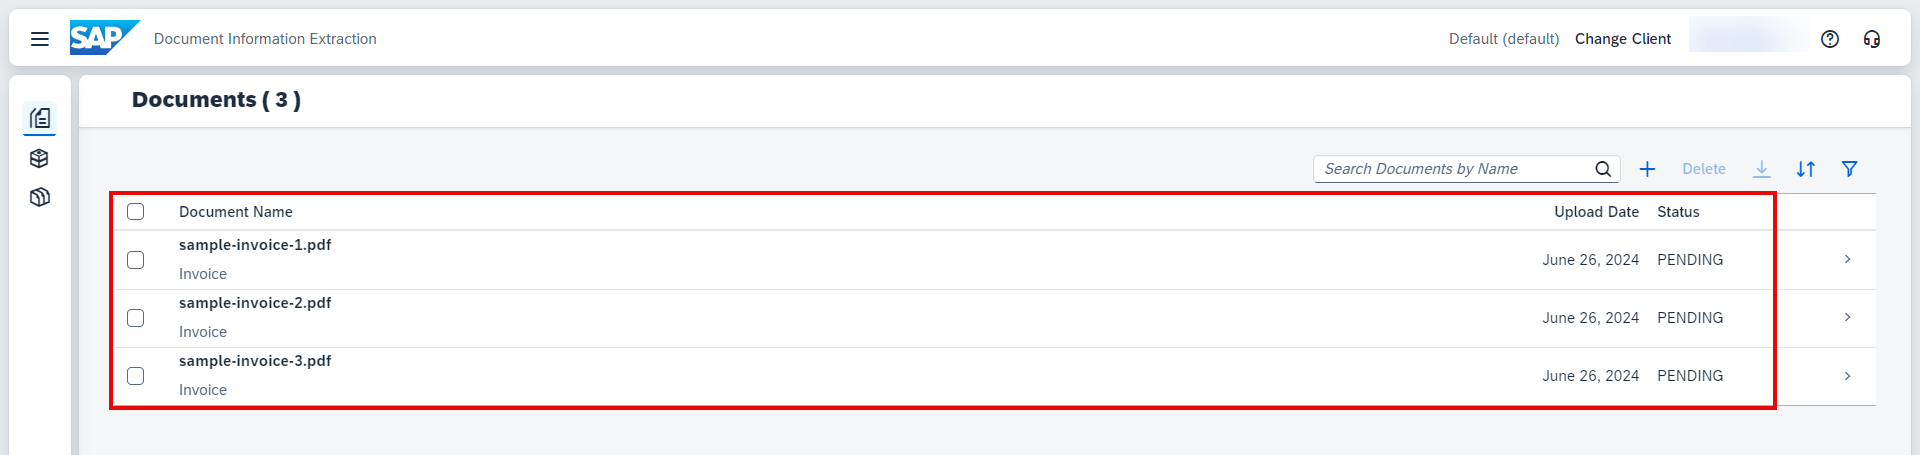 SAP Document Information Extraction Default (default) Change Client
Documents ( 3 )
Search Documents by Name Delete
Document Name Upload Date Status
sample-invoice-1.pdf
Invoice June 26, 2024 PENDING
sample-invoice-2.pdf
Invoice June 26, 2024 PENDING
sample-invoice-3.pdf
Invoice June 26, 2024 PENDING